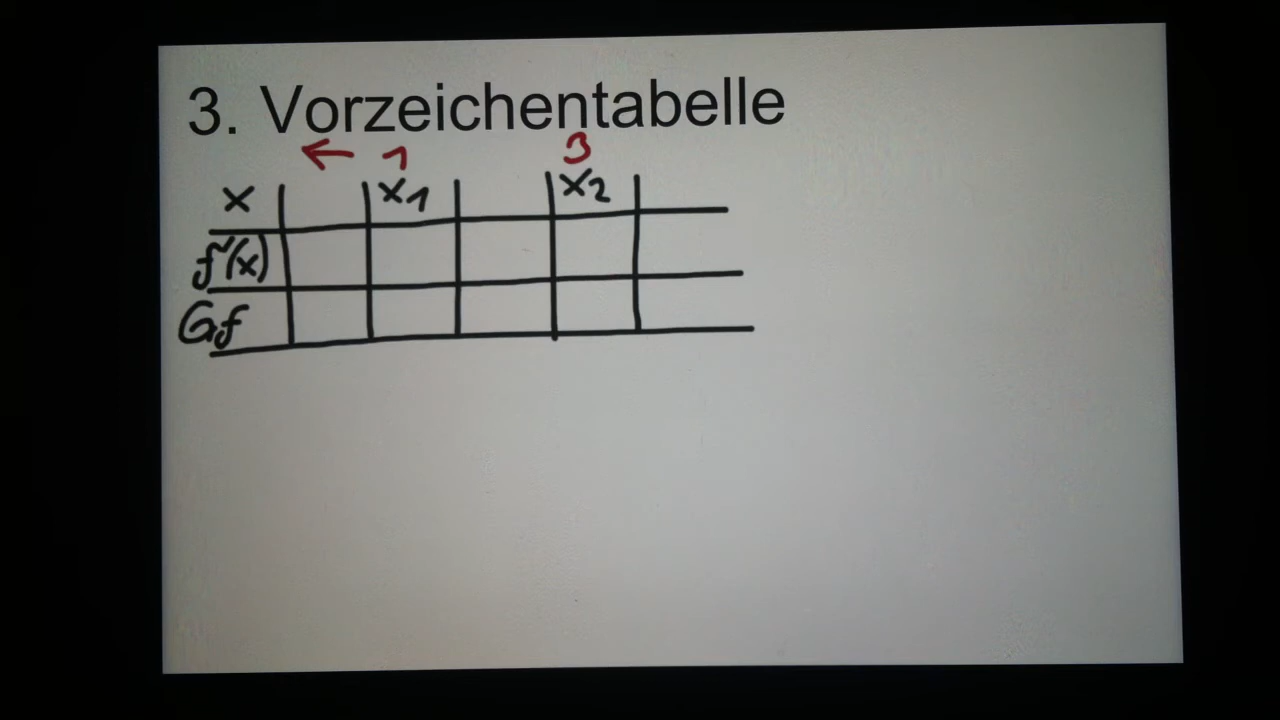 3. Vorzeichentabelle
← 1 3
x x₁ x₂
f'(x)
Gf